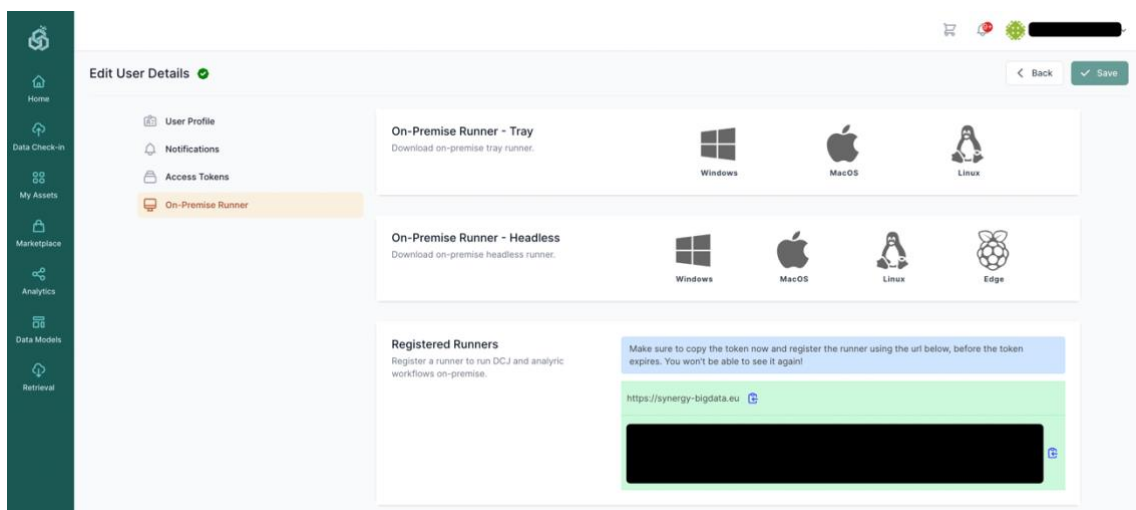 Edit User Details
Back
Save
Home
Data Check-in
My Assets
Marketplace
Analytics
Data Models
Retrieval
User Profile
Notifications
Access Tokens
On-Premise Runner
On-Premise Runner - Tray
Download on-premise tray runner.
Windows
MacOS
Linux
On-Premise Runner - Headless
Download on-premise headless runner.
Windows
MacOS
Linux
Edge
Registered Runners
Register a runner to run DCJ and analyric
workflows on-premise.
Make sure to copy the token now and register the runner using the url below, before the token
expires. You won't be able to see it again!
https://synergy-bigdata.eu